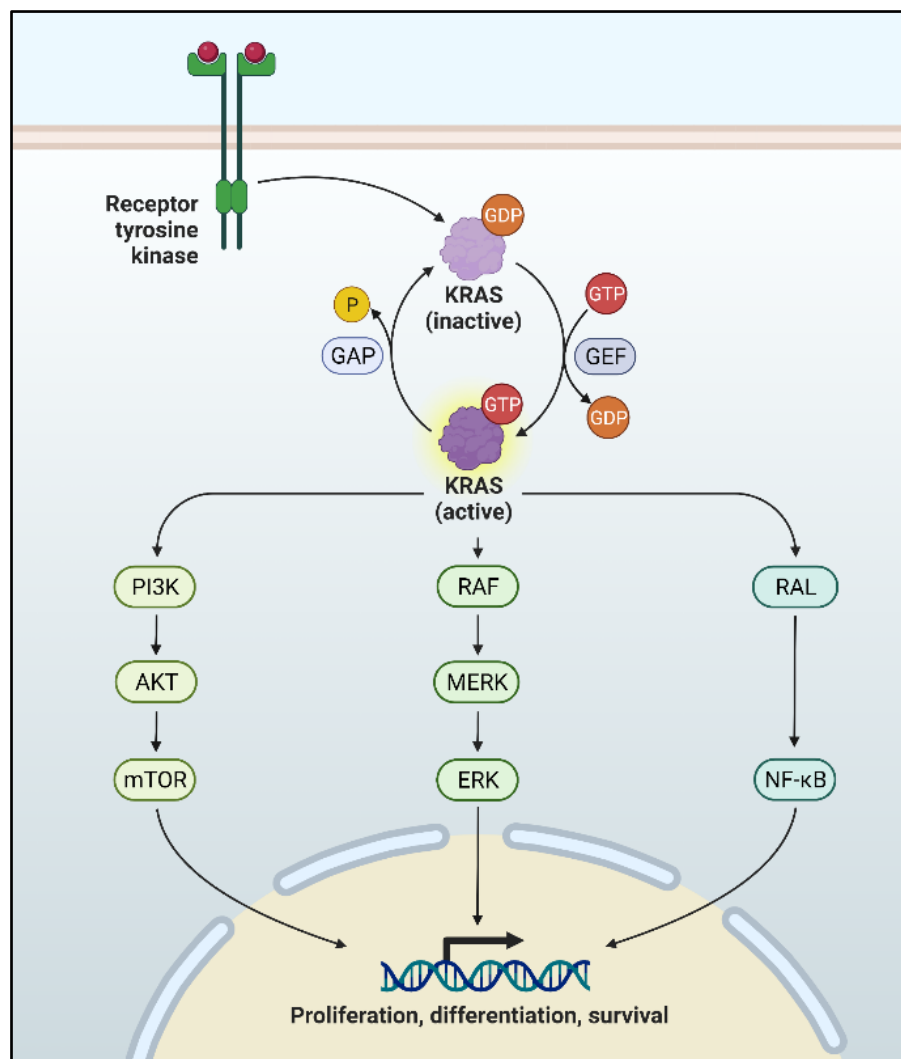 Receptor
tyrosine
kinase
GDP
KRAS
(inactive)
P
GAP
GTP
GEF
GDP
GTP
KRAS
(active)
PI3K
RAF
RAL
AKT
MERK
mTOR
ERK
NF-κB
Proliferation, differentiation, survival